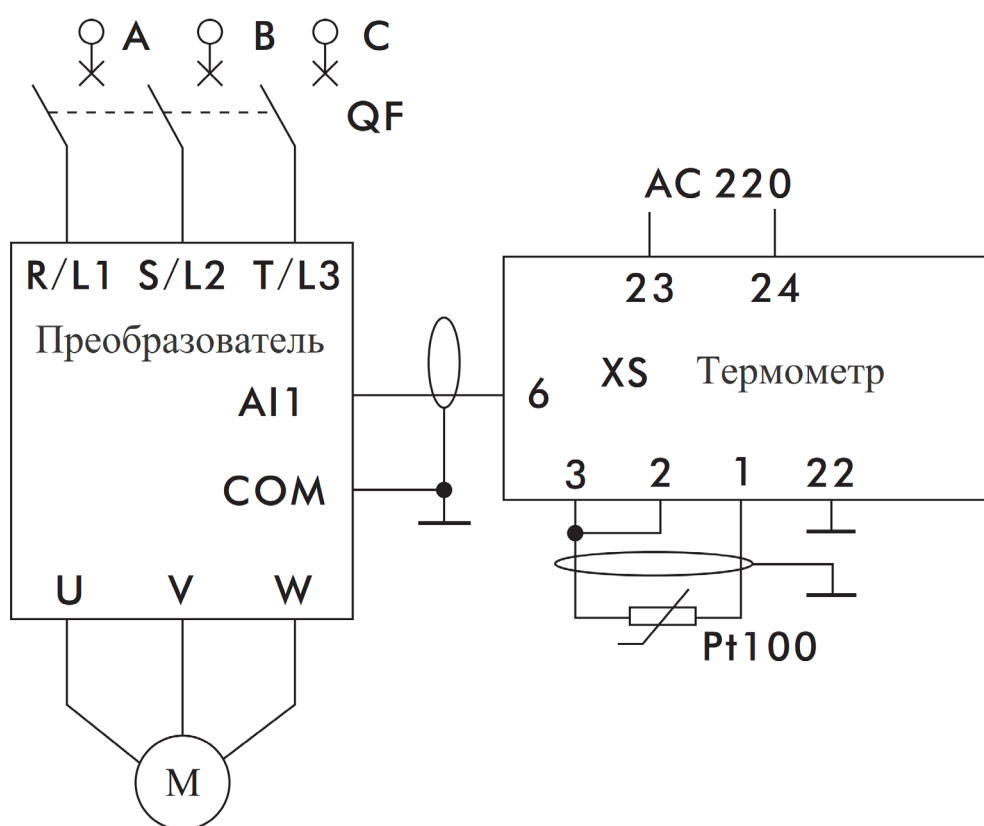 A B C
QF
AC 220
R/L1 S/L2 T/L3
23 24
Преобразователь
XS Термометр
AI1
6
COM
3 2 1 22
U V W
Pt100
M